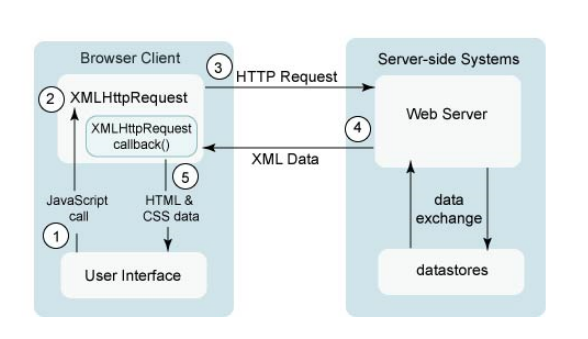 Browser Client
Server-side Systems
3
HTTP Request
2
XMLHttpRequest
Web Server
XMLHttpRequest
callback()
4
XML Data
5
JavaScript
call
HTML &
CSS data
data
exchange
1
User Interface
datastores